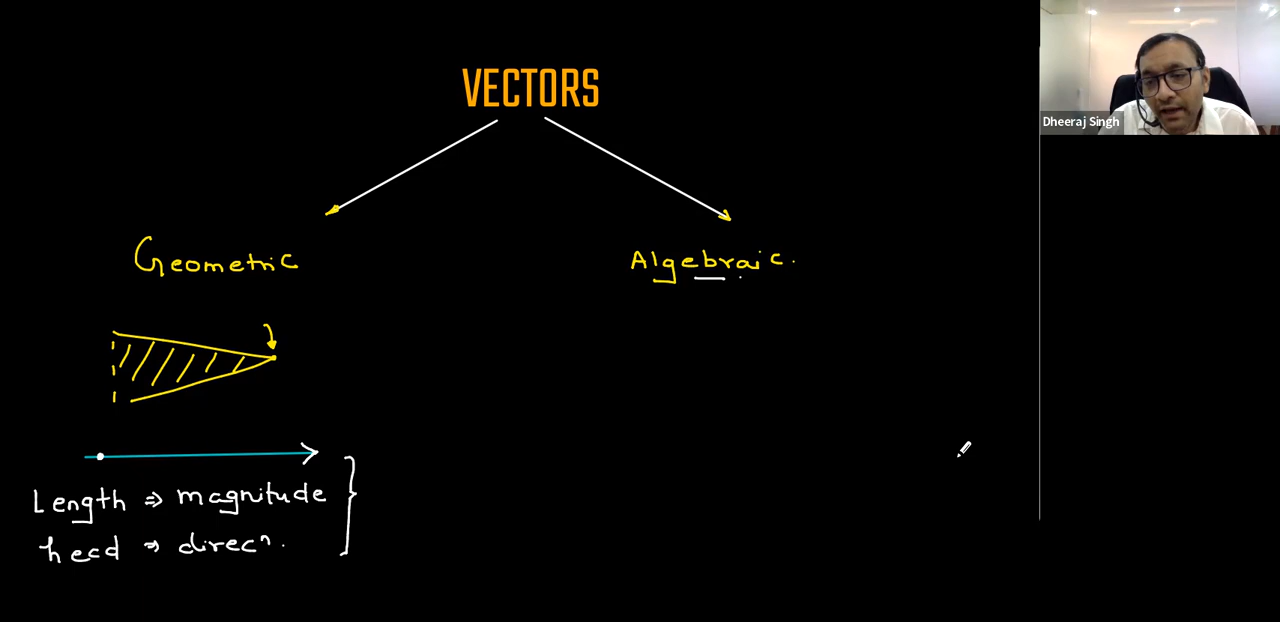 VECTORS
Dheeraj Singh
Geometric
Algebraic.
Length ⇒ magnitude
head ⇒ direcⁿ.